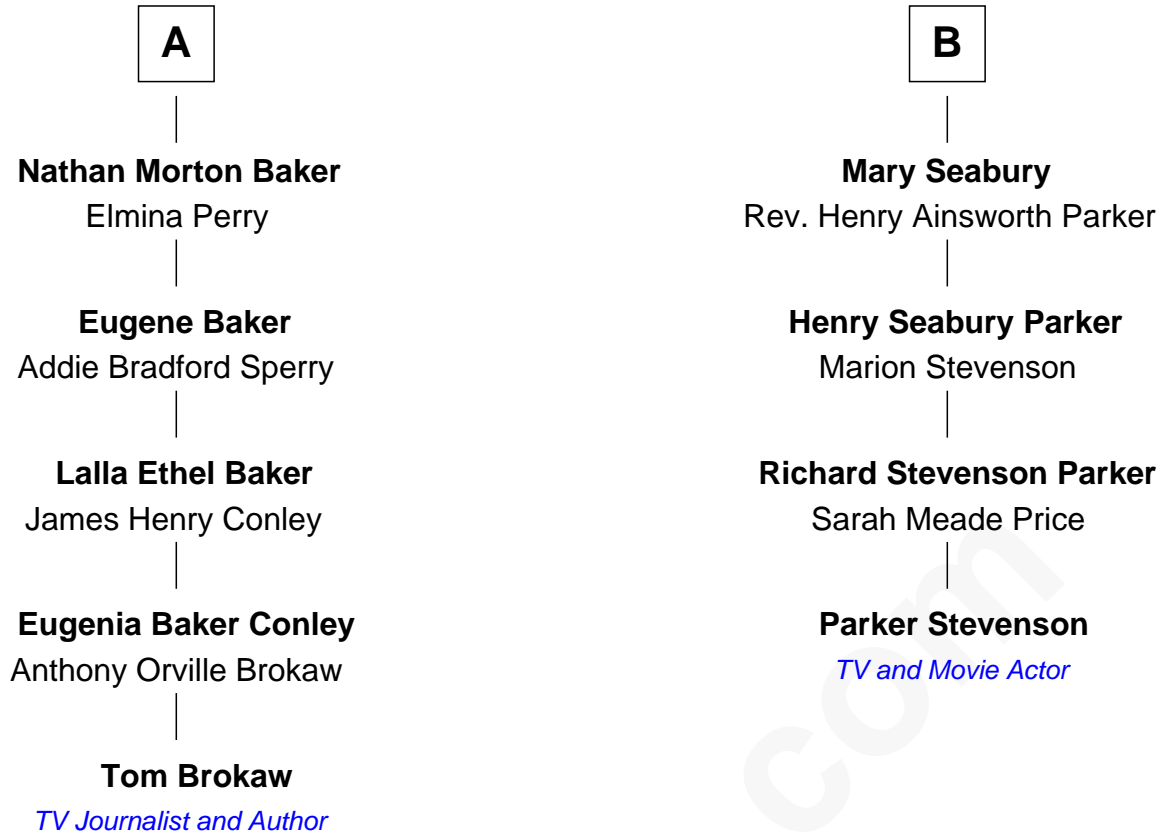 A
Nathan Morton Baker
Elmina Perry
Eugene Baker
Addie Bradford Sperry
Lalla Ethel Baker
James Henry Conley
Eugenia Baker Conley
Anthony Orville Brokaw
Tom Brokaw
TV Journalist and Author
B
Mary Seabury
Rev. Henry Ainsworth Parker
Henry Seabury Parker
Marion Stevenson
Richard Stevenson Parker
Sarah Meade Price
Parker Stevenson
TV and Movie Actor
com